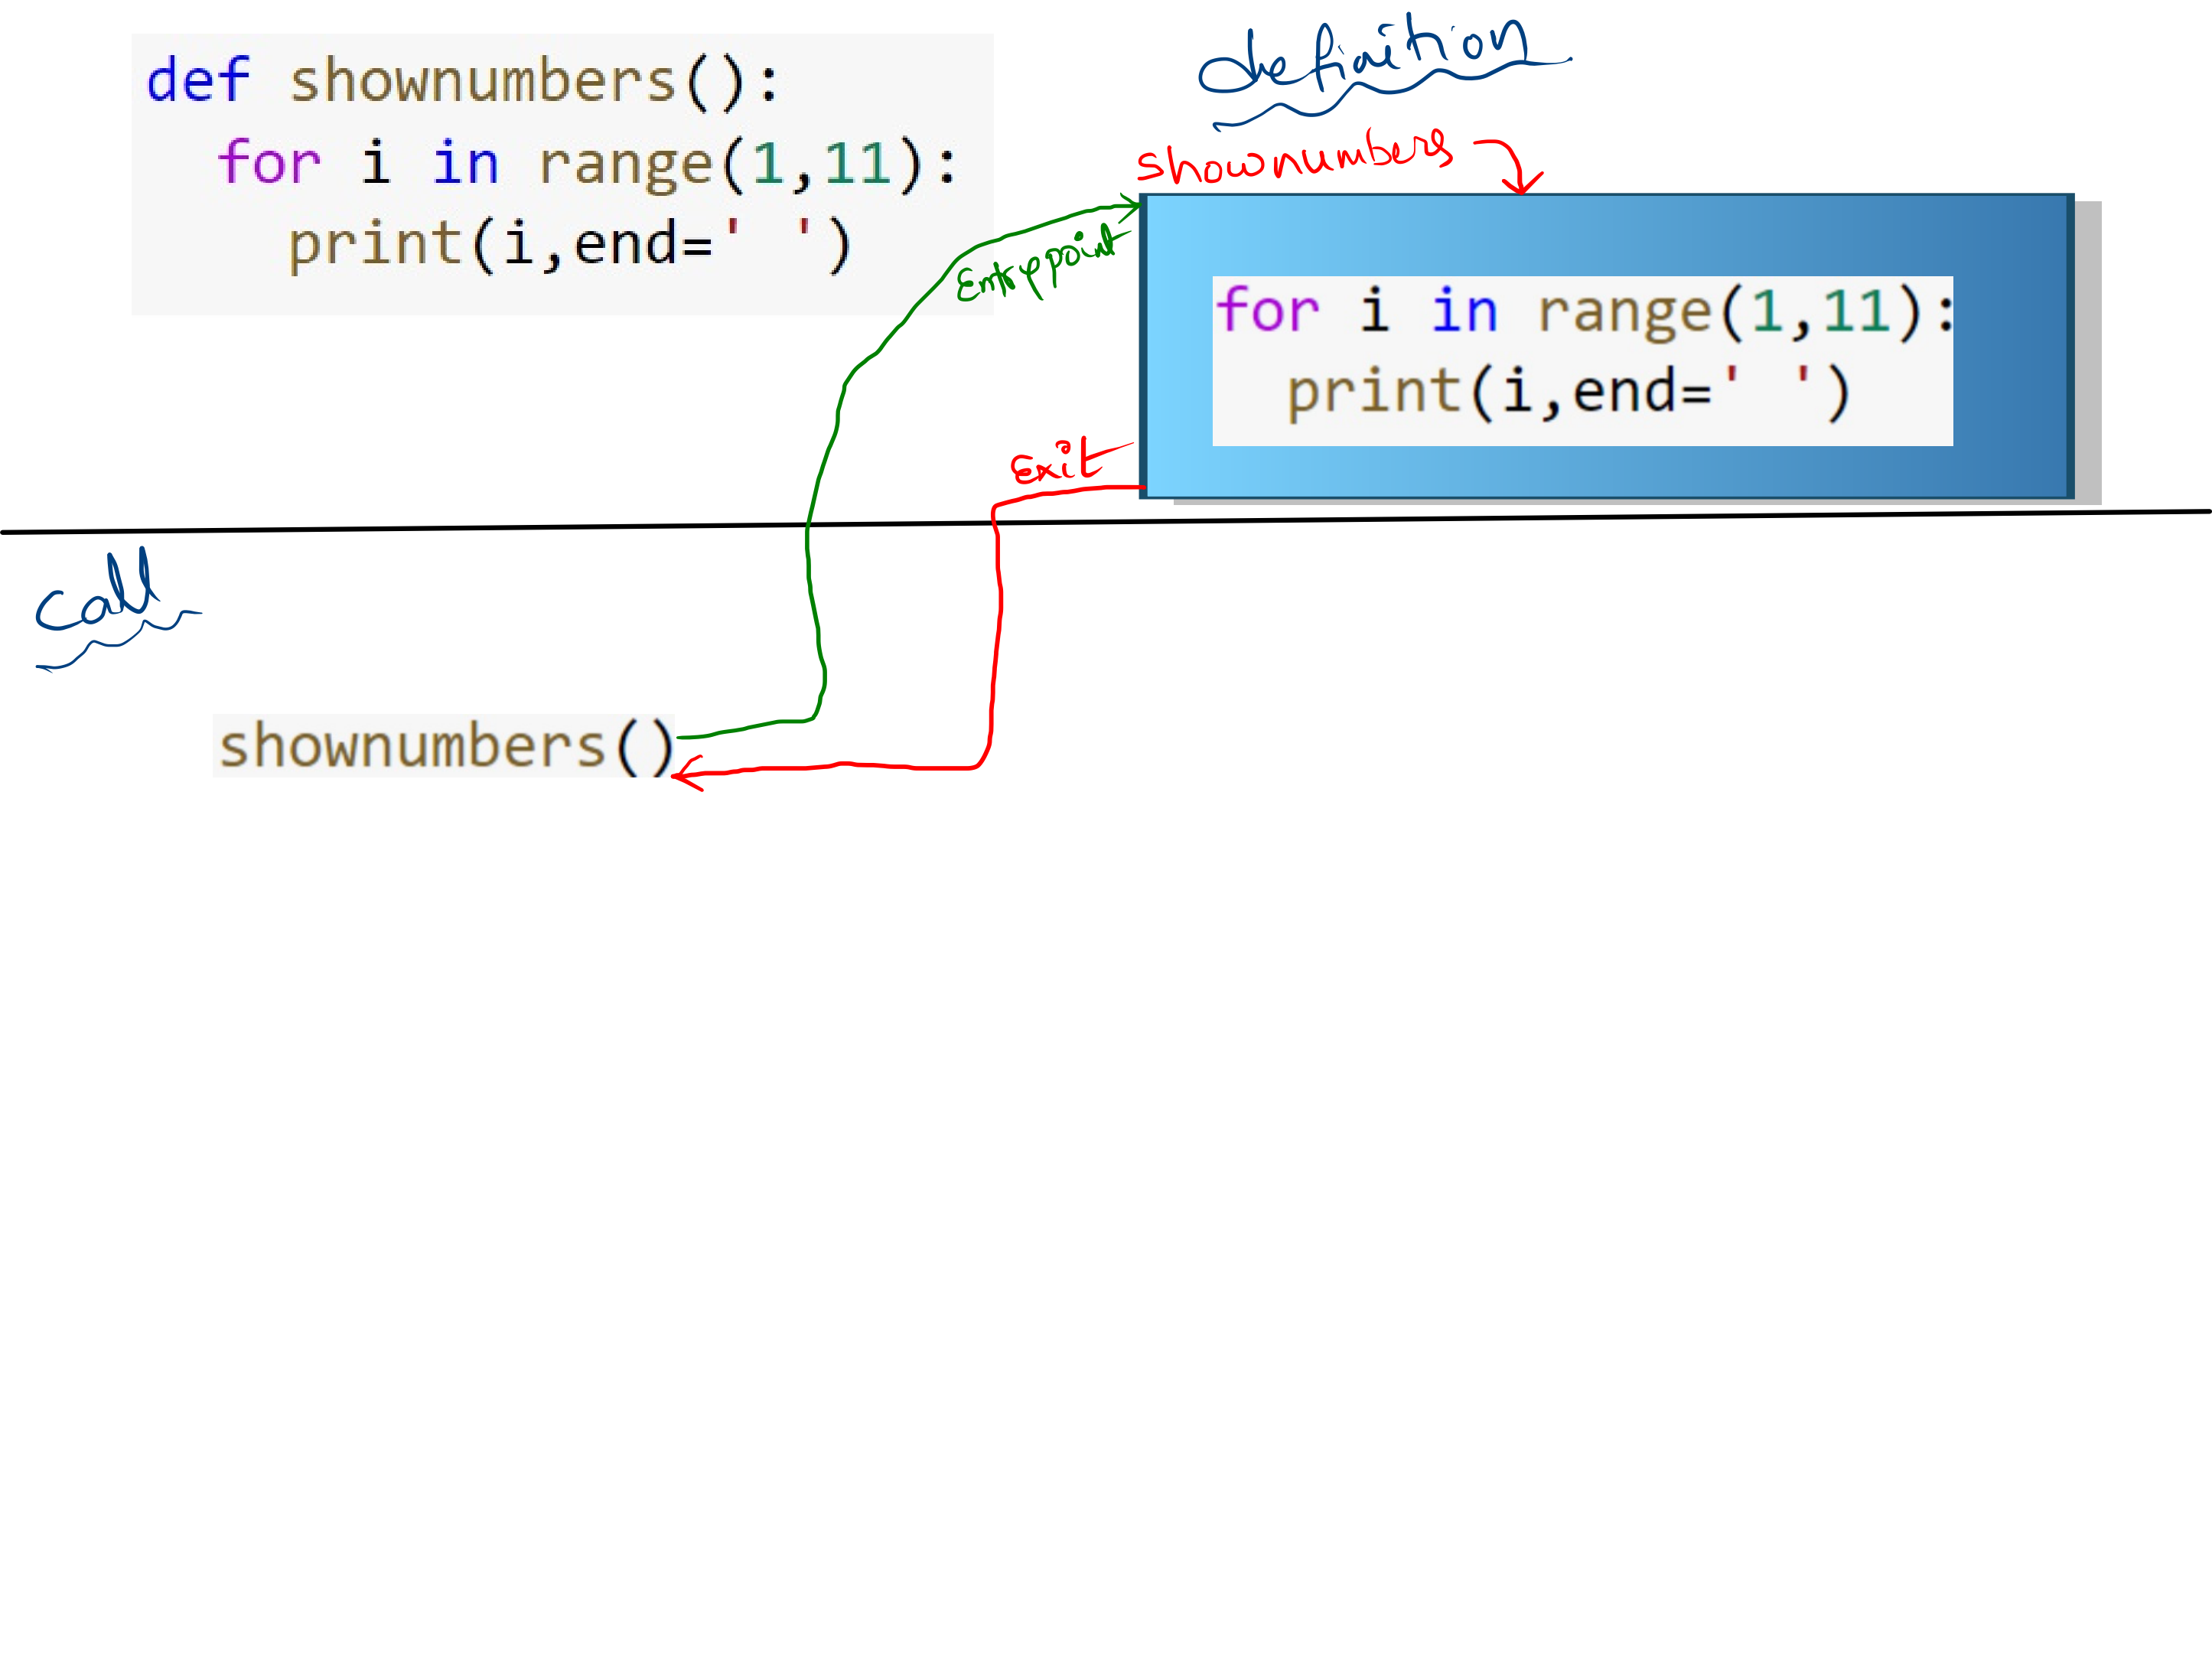 def shownumbers():
for i in range(1,11):
print(i,end=' ')
definition
shownumbers
Entry point
for i in range(1,11):
print(i,end=' ')
Exit
Call
shownumbers()